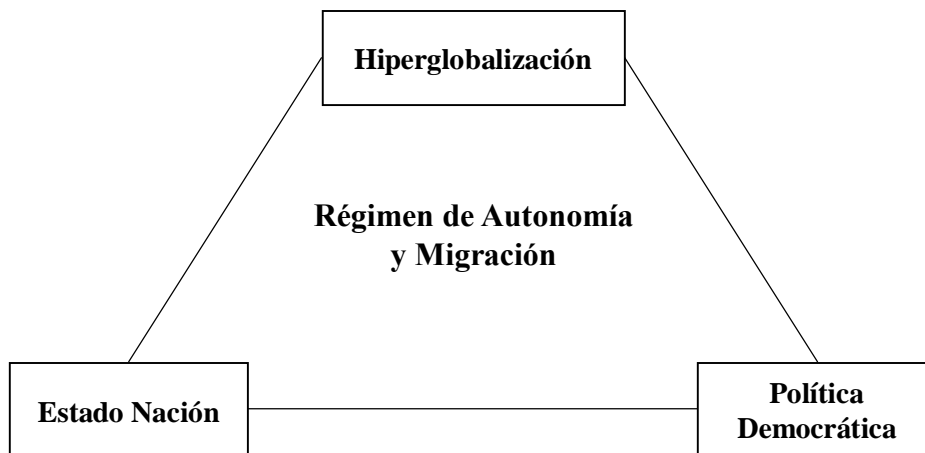 Hiperglobalización
Régimen de Autonomía
y Migración
Estado Nación
Política
Democrática